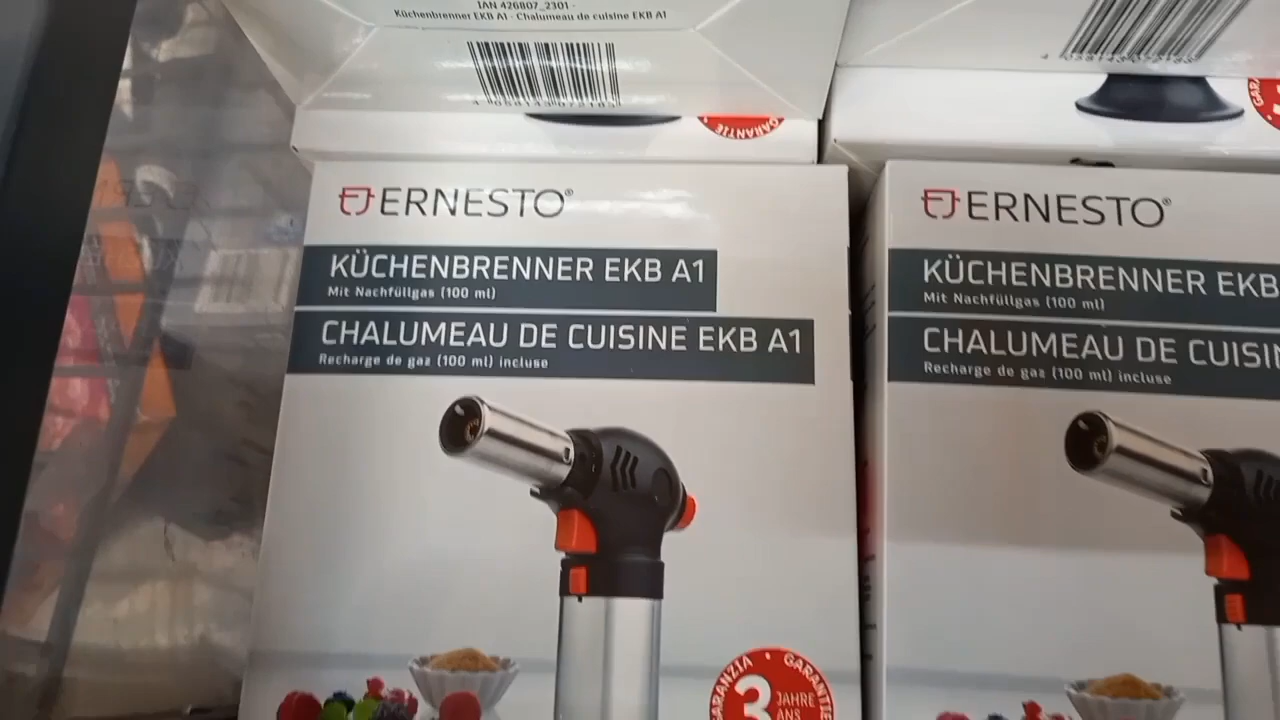 IAN 426807_2301 -
Küchenbrenner EKB A1 - Chalumeau de cuisine EKB A1
GARANTIE
ERNESTO®
KÜCHENBRENNER EKB A1
Mit Nachfüllgas (100 ml)
CHALUMEAU DE CUISINE EKB A1
Recharge de gaz (100 ml) incluse
GARANZIA • GARANTIE
3 JAHRE
ANS
ERNESTO®
KÜCHENBRENNER EKB
Mit Nachfüllgas (100 ml)
CHALUMEAU DE CUISIN
Recharge de gaz (100 ml) incluse